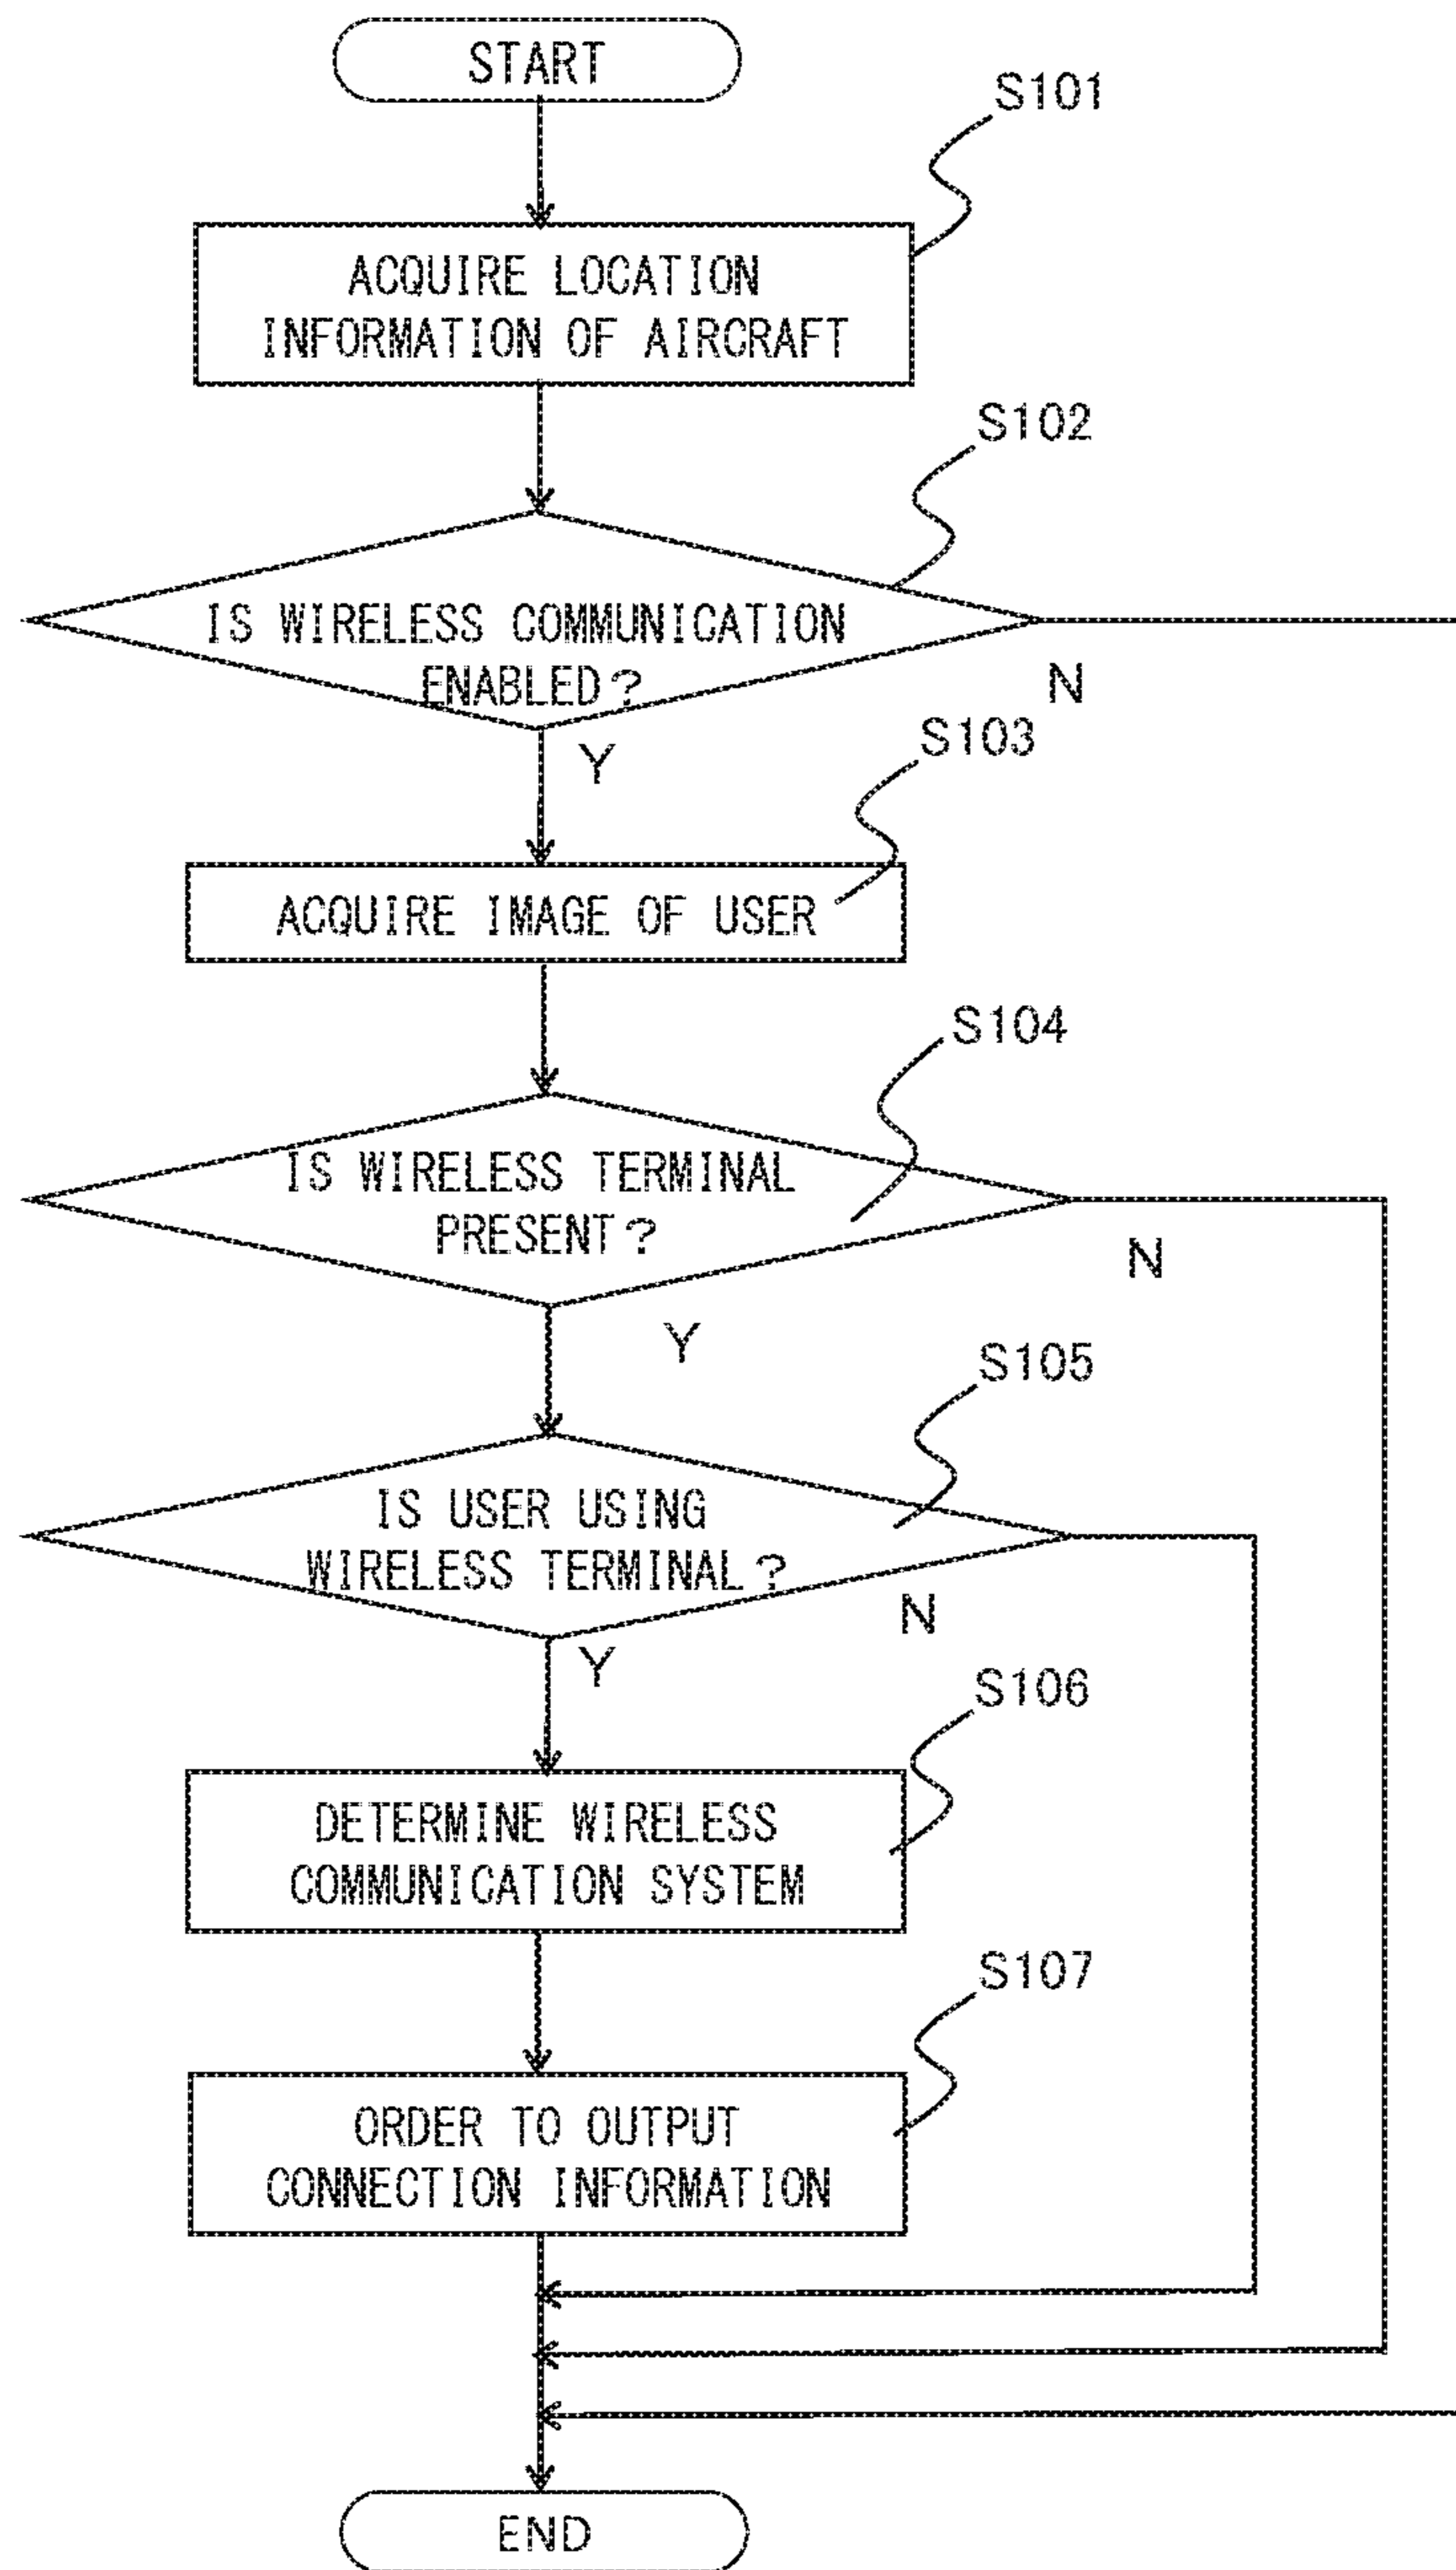 START
S101
ACQUIRE LOCATION
INFORMATION OF AIRCRAFT
S102
IS WIRELESS COMMUNICATION
ENABLED?
N
Y
S103
ACQUIRE IMAGE OF USER
S104
IS WIRELESS TERMINAL
PRESENT?
N
Y
S105
IS USER USING
WIRELESS TERMINAL?
N
Y
S106
DETERMINE WIRELESS
COMMUNICATION SYSTEM
S107
ORDER TO OUTPUT
CONNECTION INFORMATION
END